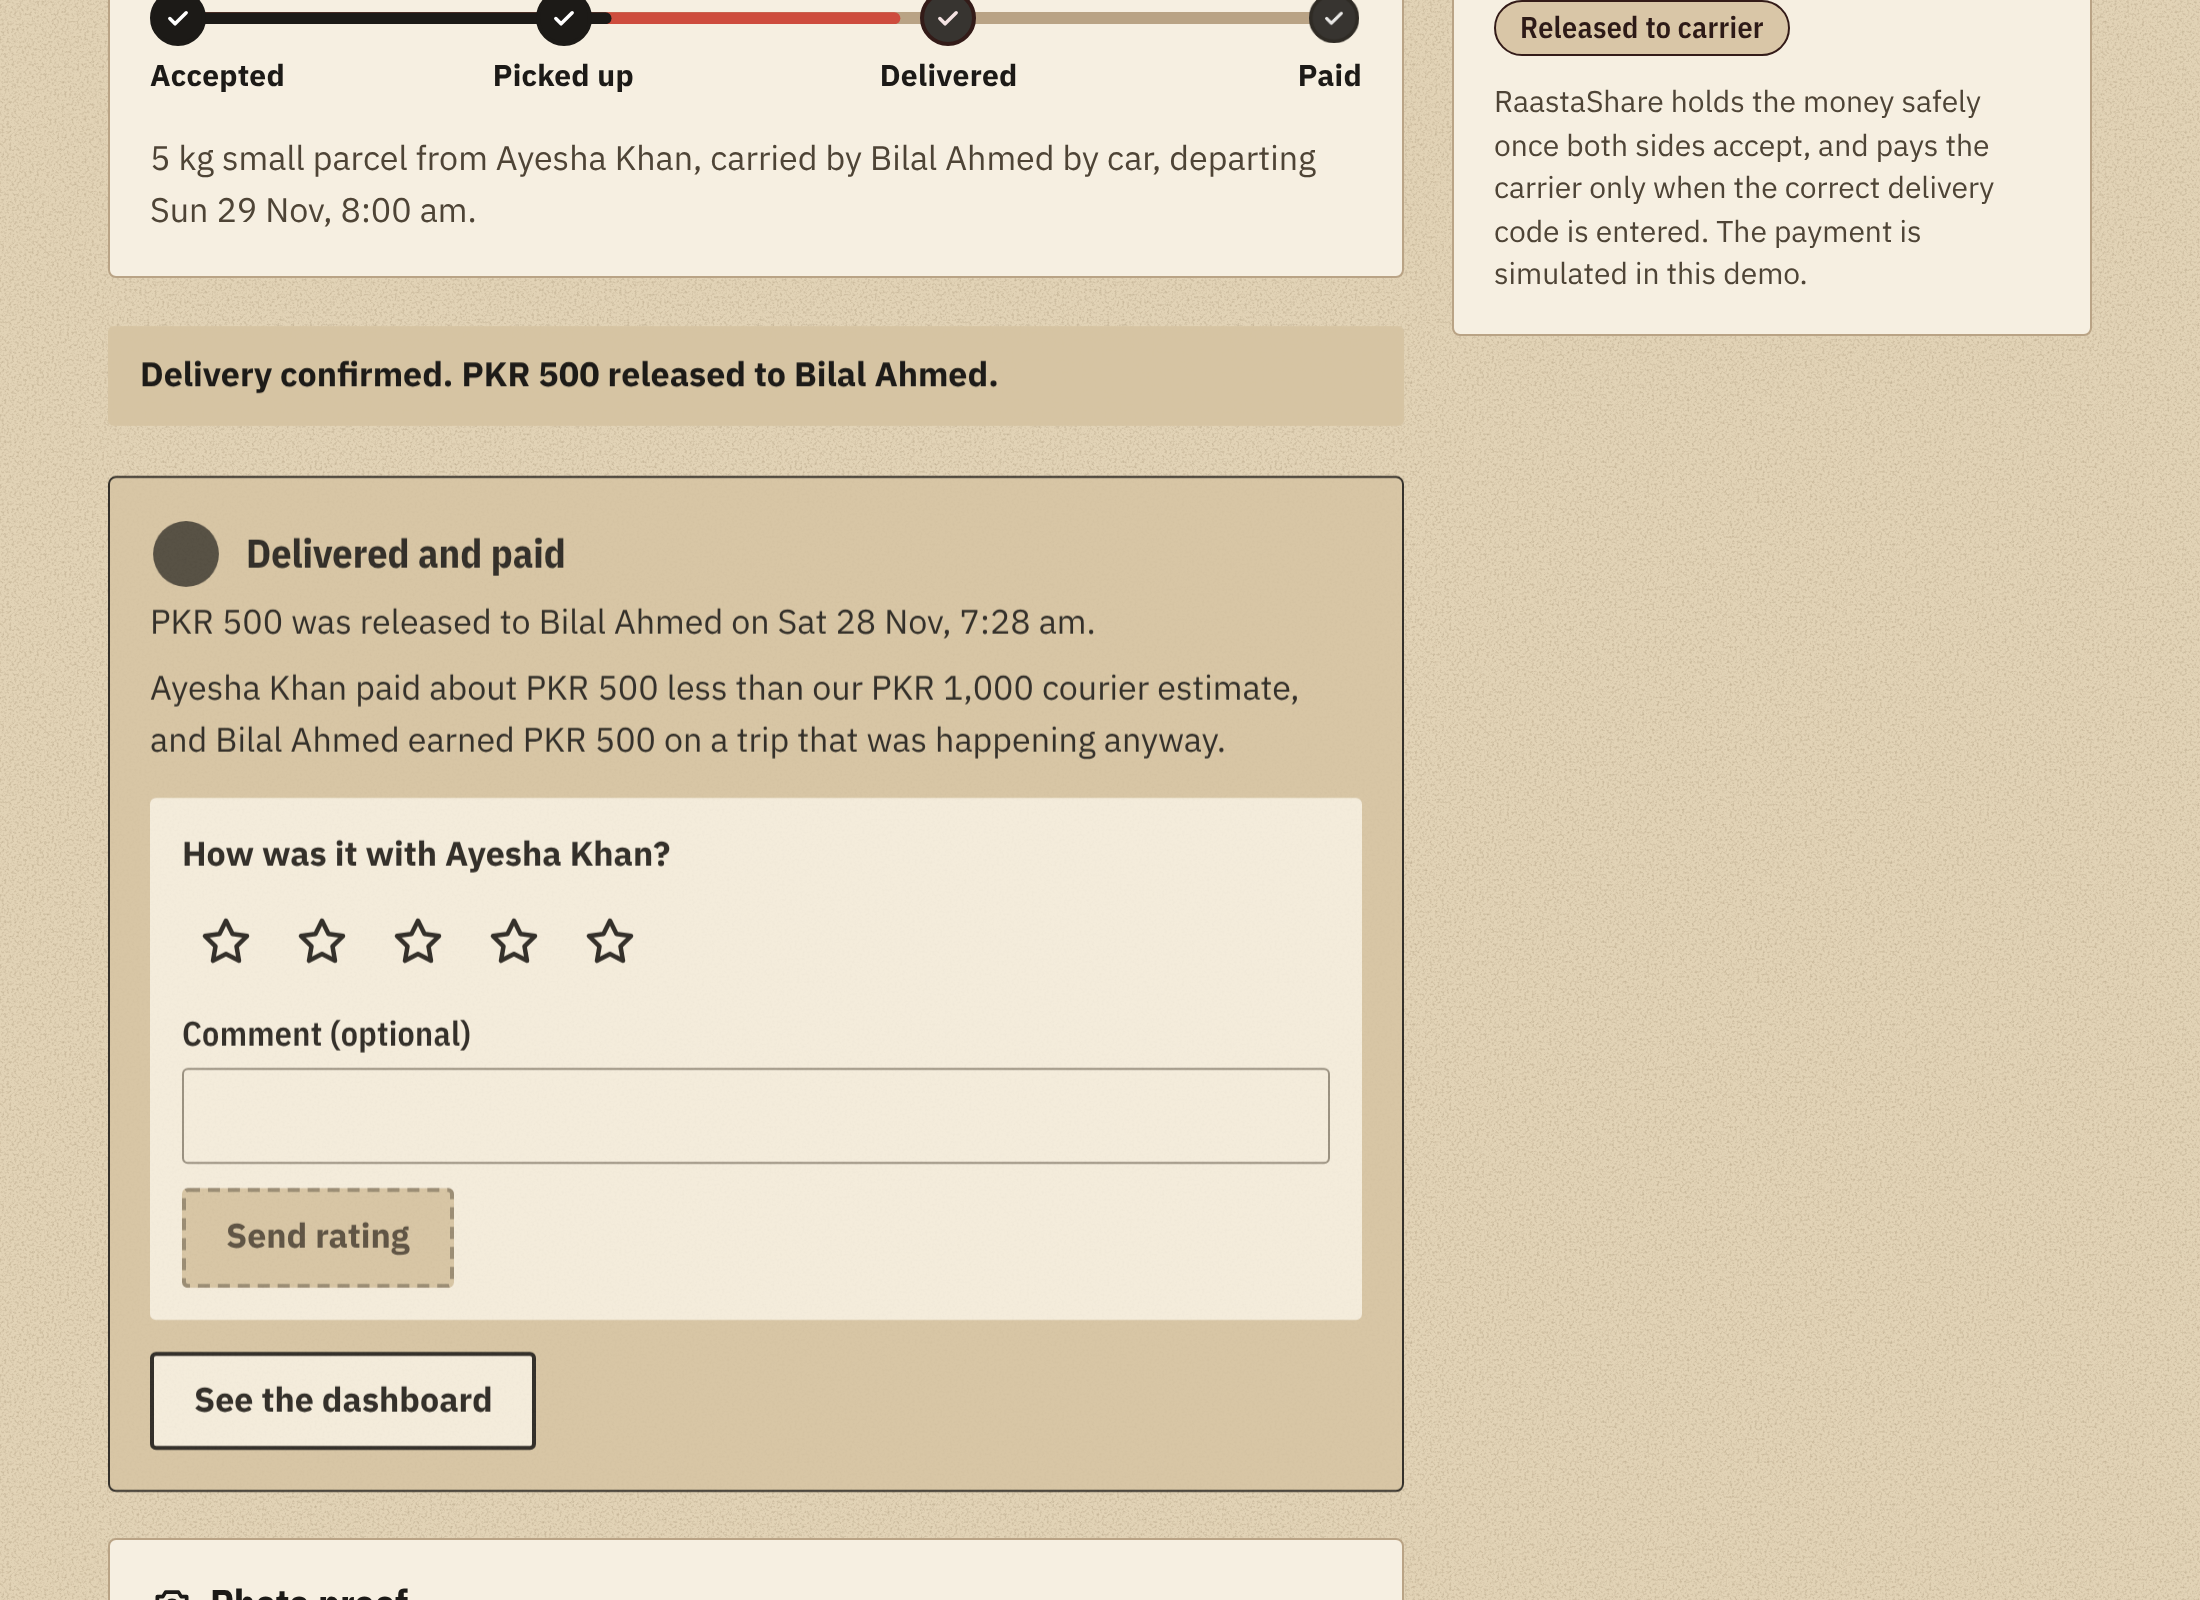 Accepted
Picked up
Delivered
Paid
5 kg small parcel from Ayesha Khan, carried by Bilal Ahmed by car, departing
Sun 29 Nov, 8:00 am.
Released to carrier
RaastaShare holds the money safely
once both sides accept, and pays the
carrier only when the correct delivery
code is entered. The payment is
simulated in this demo.
Delivery confirmed. PKR 500 released to Bilal Ahmed.
Delivered and paid
PKR 500 was released to Bilal Ahmed on Sat 28 Nov, 7:28 am.
Ayesha Khan paid about PKR 500 less than our PKR 1,000 courier estimate,
and Bilal Ahmed earned PKR 500 on a trip that was happening anyway.
How was it with Ayesha Khan?
Comment (optional)
Send rating
See the dashboard
Photo proof